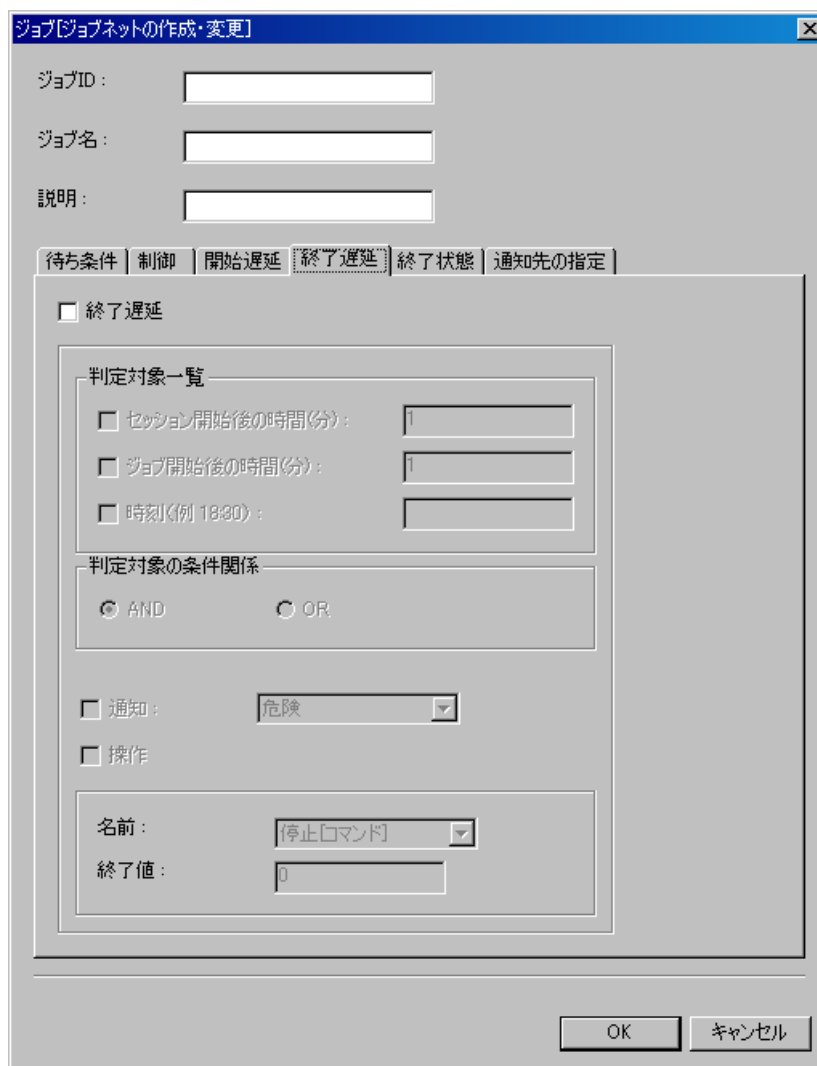 ジョブ[ジョブネットの作成・変更]
ジョブID：
ジョブ名：
説明：
待ち条件 制御 開始遅延 終了遅延 終了状態 通知先の指定
終了遅延
判定対象一覧
セッション開始後の時間(分)： 1
ジョブ開始後の時間(分)： 1
時刻(例 18:30)：
判定対象の条件関係
AND OR
通知： 危険
操作
名前： 停止[コマンド]
終了値： 0
OK キャンセル